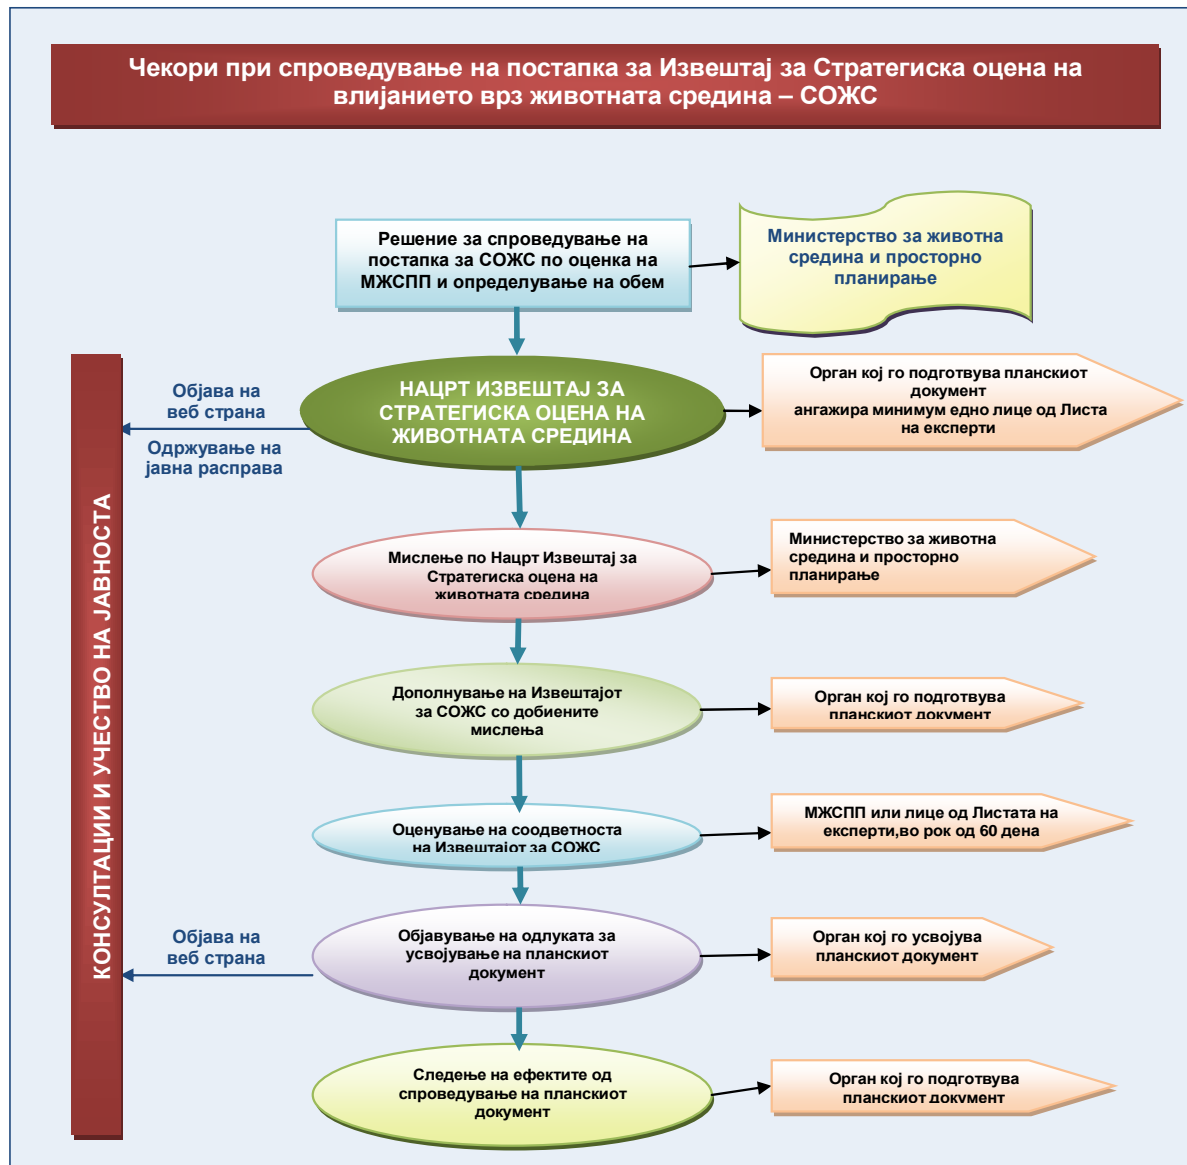 Чекори при спроведување на постапка за Извештај за Стратегиска оцена на
влијанието врз животната средина – СОЖС
Решение за спроведување на
постапка за СОЖС по оценка на
МЖСПП и определување на обем
Министерство за животна
средина и просторно
планирање
КОНСУЛТАЦИИ И УЧЕСТВО НА ЈАВНОСТА
Објава на
веб страна
Одржување на
јавна расправа
НАЦРТ ИЗВЕШТАЈ ЗА
СТРАТЕГИСКА ОЦЕНА НА
ЖИВОТНАТА СРЕДИНА
Орган кој го подготвува планскиот
документ
ангажира минимум едно лице од Листа
на експерти
Мислење по Нацрт Извештај за
Стратегиска оцена на
животната средина
Министерство за животна
средина и просторно
планирање
Дополнување на Извештајот
за СОЖС со добиените
мислења
Орган кој го подготвува
планскиот документ
Оценување на соодветноста
на Извештајот за СОЖС
МЖСПП или лице од Листата на
експерти,во рок од 60 дена
Објава на
веб страна
Објавување на одлуката за
усвојување на планскиот
документ
Орган кој го усвојува
планскиот документ
Следење на ефектите од
спроведување на планскиот
документ
Орган кој го подготвува
планскиот документ